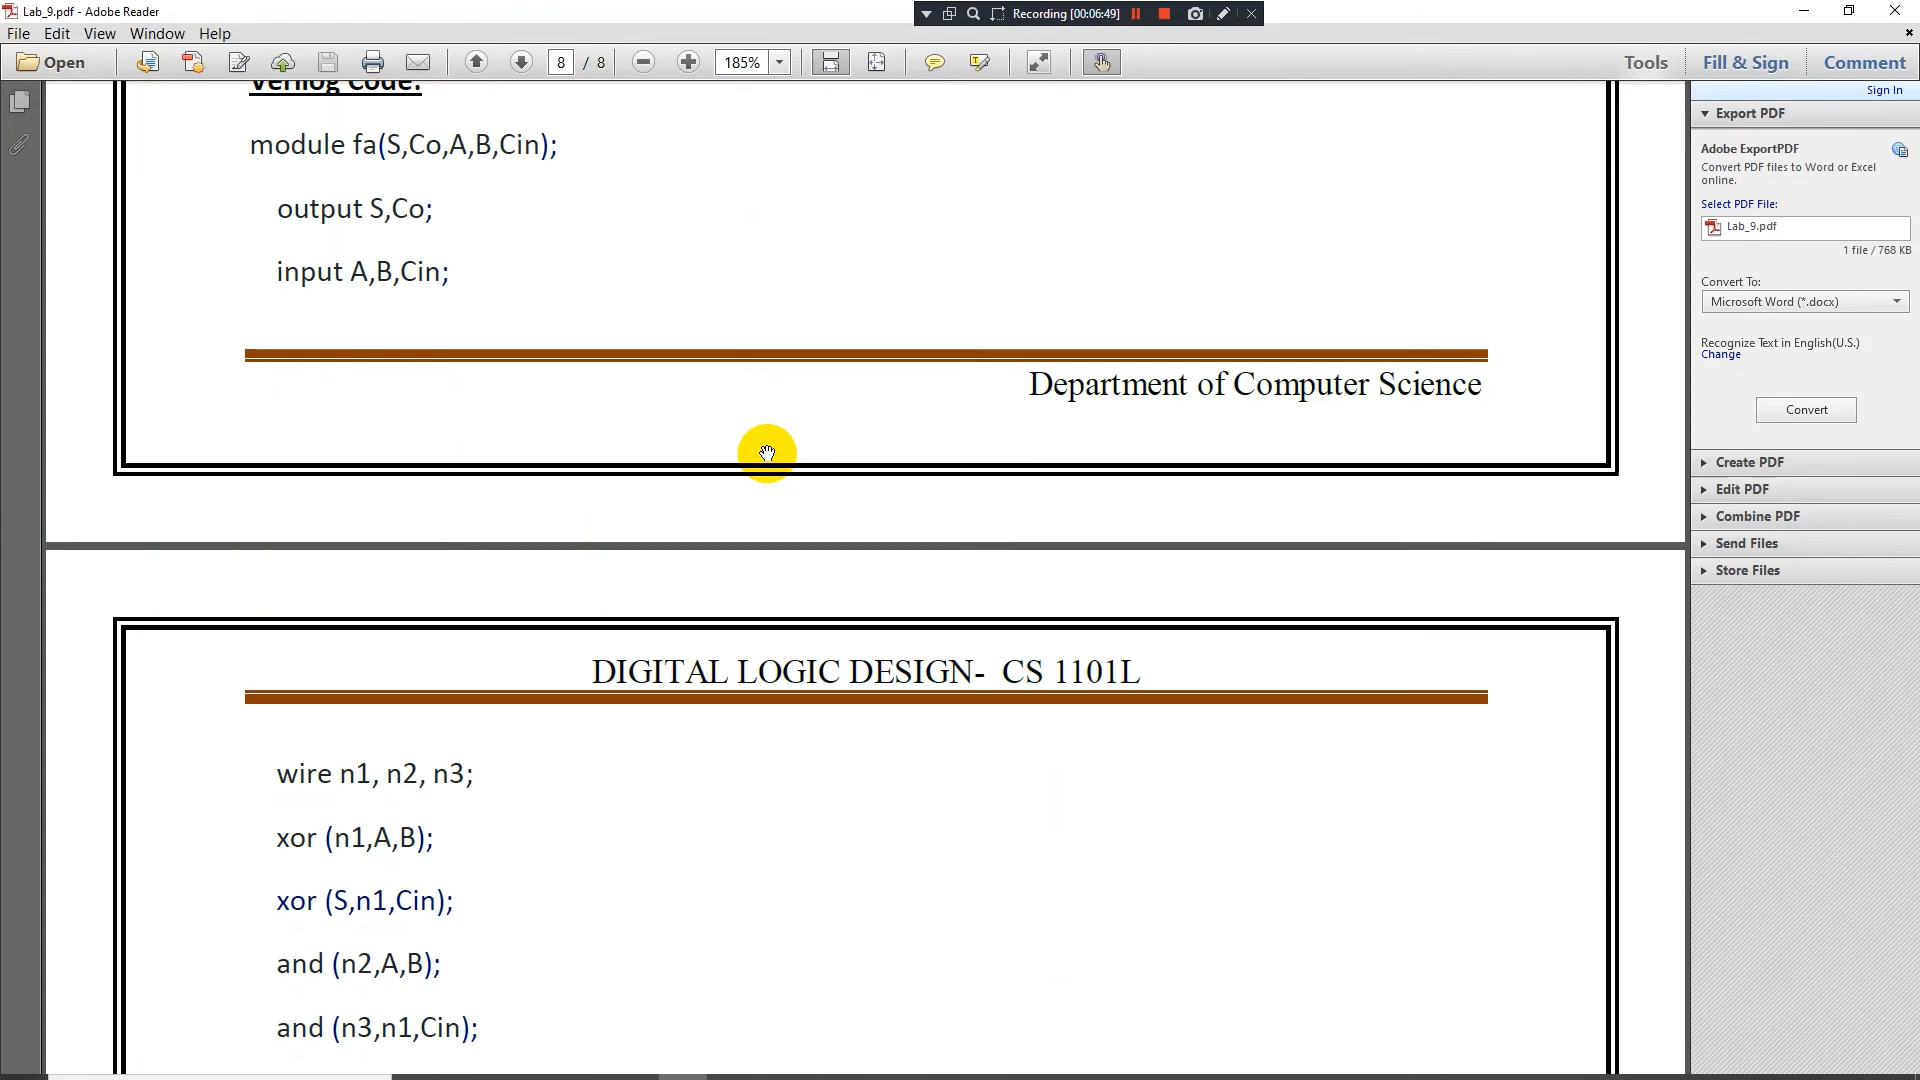 Lab_9.pdf - Adobe Reader
Recording [00:06:49]
File Edit View Window Help
Open 8 / 8 185% Tools Fill & Sign Comment
Sign In
Verilog Code:
module fa(S,Co,A,B,Cin);
output S,Co;
input A,B,Cin;
Department of Computer Science
DIGITAL LOGIC DESIGN- CS 1101L
wire n1, n2, n3;
xor (n1,A,B);
xor (S,n1,Cin);
and (n2,A,B);
and (n3,n1,Cin);
Export PDF
Adobe ExportPDF
Convert PDF files to Word or Excel
online.
Select PDF File:
Lab_9.pdf
1 file / 768 KB
Convert To:
Microsoft Word (*.docx)
Recognize Text in English(U.S.)
Change
Convert
Create PDF
Edit PDF
Combine PDF
Send Files
Store Files